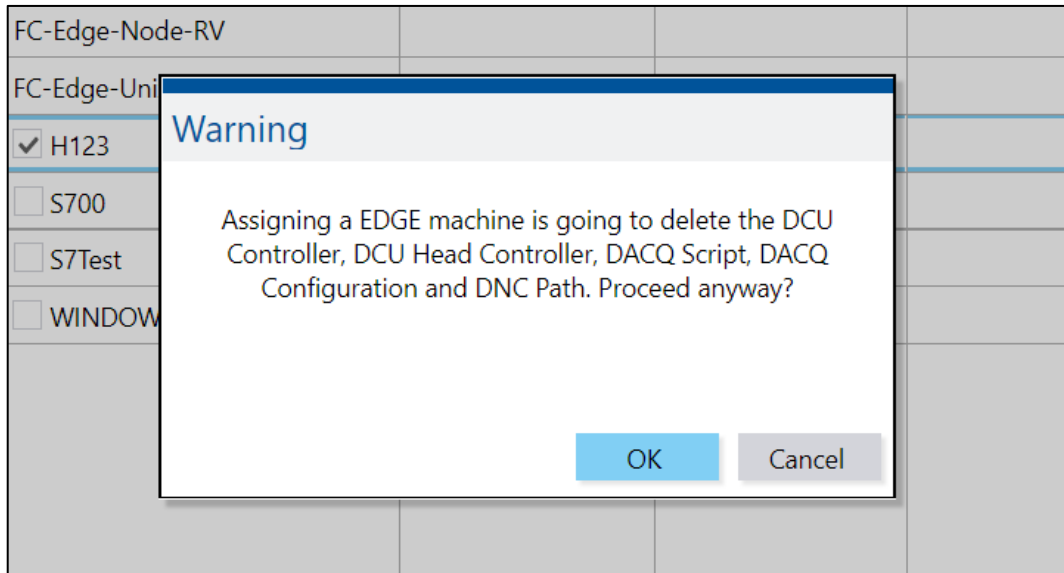 FC-Edge-Node-RV
FC-Edge-Uni
H123
S700
S7Test
WINDOW
Warning
Assigning a EDGE machine is going to delete the DCU
Controller, DCU Head Controller, DACQ Script, DACQ
Configuration and DNC Path. Proceed anyway?
OK
Cancel